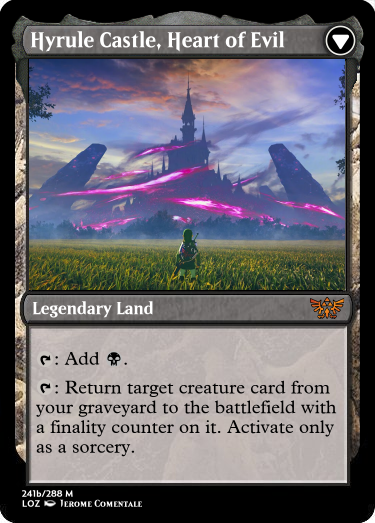 Hyrule Castle, Heart of Evil
Legendary Land
: Add .
: Return target creature card from
your graveyard to the battlefield with
a finality counter on it. Activate only
as a sorcery.
241b/288 M
LOZ Jerome Comentale